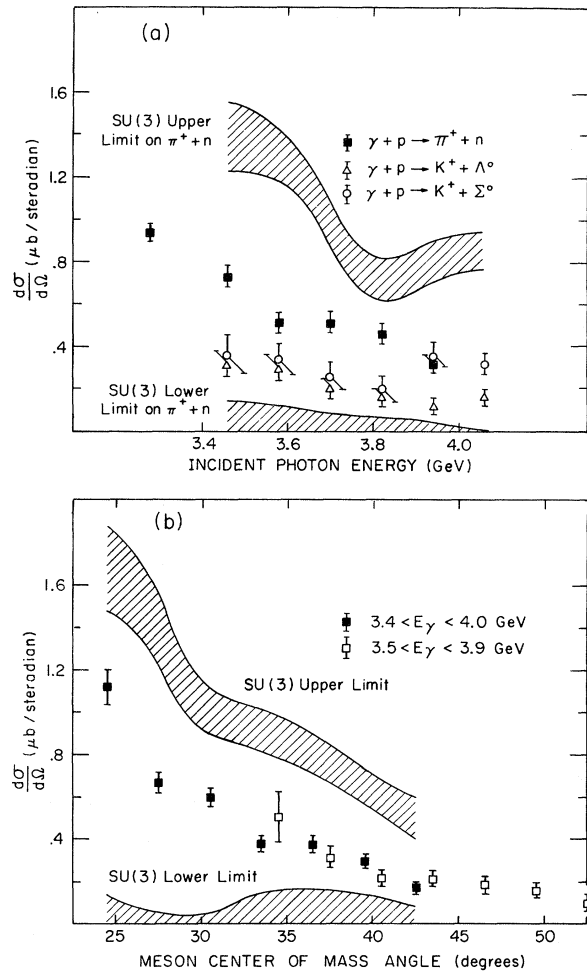 (a)
1.6
1.2
.8
.4
dσ/dΩ (μb / steradian)
SU(3) Upper
Limit on π⁺ + n
■ γ + p → π⁺ + n
△ γ + p → K⁺ + Λ°
○ γ + p → K⁺ + Σ°
SU(3) Lower
Limit on π⁺ + n
3.4 3.6 3.8 4.0
INCIDENT PHOTON ENERGY (GeV)
(b)
1.6
1.2
.8
.4
dσ/dΩ (μb / steradian)
■ 3.4 < Eγ < 4.0 GeV
□ 3.5 < Eγ < 3.9 GeV
SU(3) Upper Limit
SU(3) Lower Limit
25 30 35 40 45 50
MESON CENTER OF MASS ANGLE (degrees)